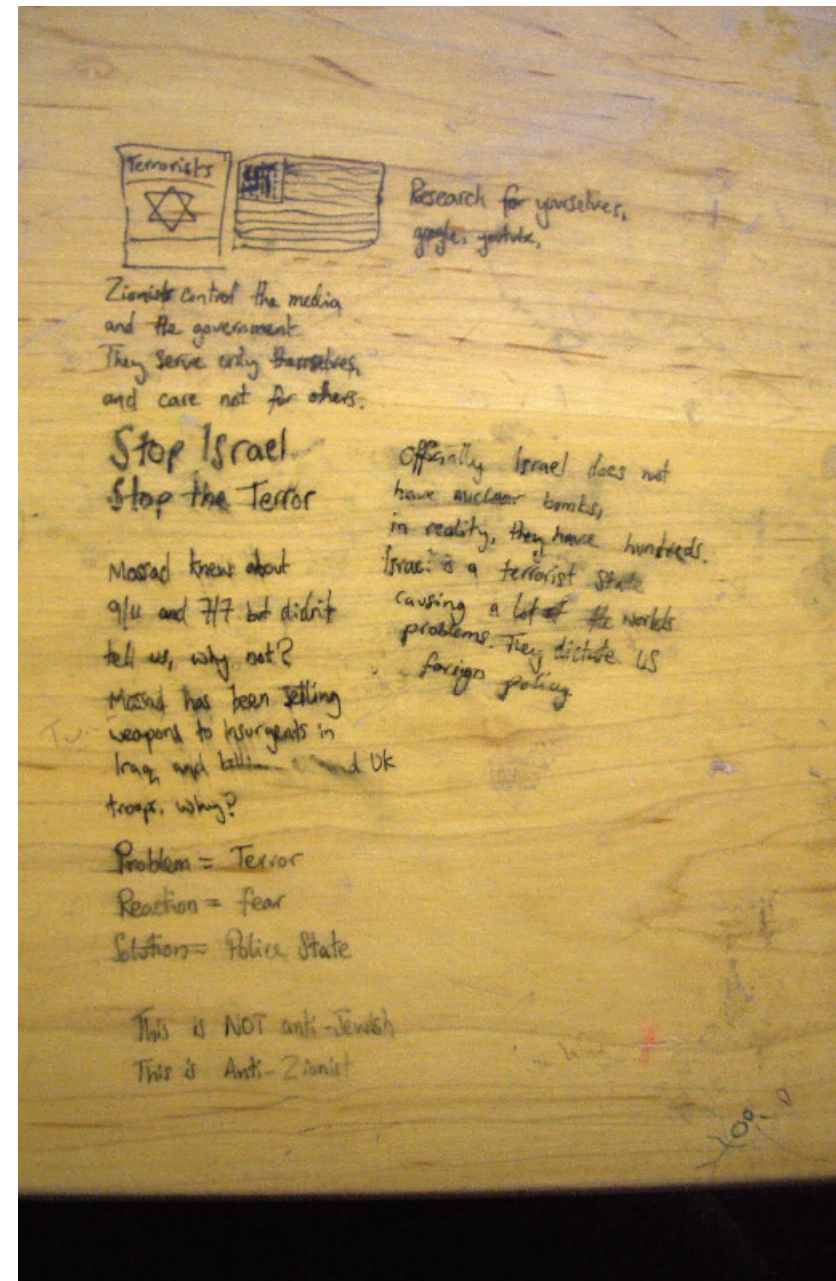 Terrorists
Research for yourselves,
google, youtube,
Zionists control the media
and the government
They serve only themselves,
and care not for others.
Stop Israel
Stop the Terror
Mossad knew about
9/11 and 7/7 but didn't
tell us, why not?
Mossad has been selling
weapons to insurgents in
Iraq, and UK
troops. why?
Problem = Terror
Reaction = fear
Solution = Police State
This is NOT anti-Jewish
This is Anti-Zionist
Officially Israel does not
have nuclear bombs,
in reality, they have hundreds.
Israel is a terrorist state
causing a lot of the worlds
problems. They dictate US
foreign policy.